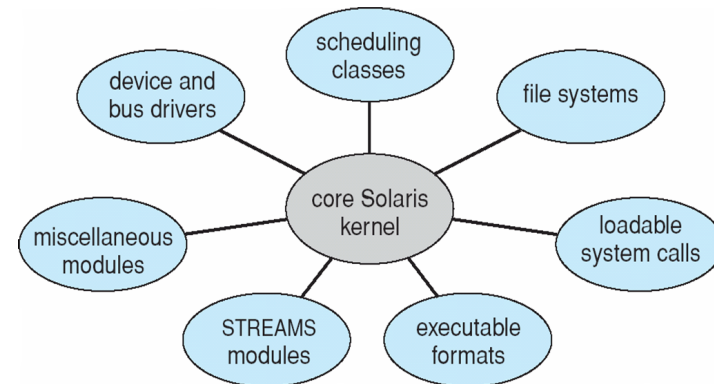 scheduling
classes
device and
bus drivers
file systems
core Solaris
kernel
miscellaneous
modules
loadable
system calls
STREAMS
modules
executable
formats